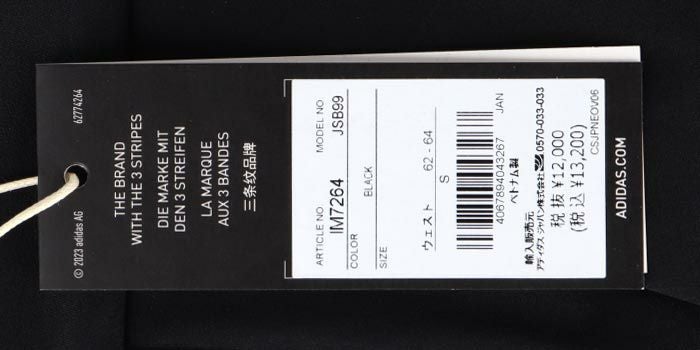 © 2023 adidas AG
62774264
THE BRAND
WITH THE 3 STRIPES
DIE MARKE MIT
DEN 3 STREIFEN
LA MARQUE
AUX 3 BANDES
三条纹品牌
ARTICLE NO
MODEL NO
IM7264
JSB99
COLOR
BLACK
SIZE
ウェスト 62 - 64
S
4067894043267
JAN
ベトナム製
輸入販売元
アディダス ジャパン株式会社 0570-033-033
税 抜 ¥12,000
(税 込 ¥13,200)
CSJPNEOV06
ADIDAS.COM